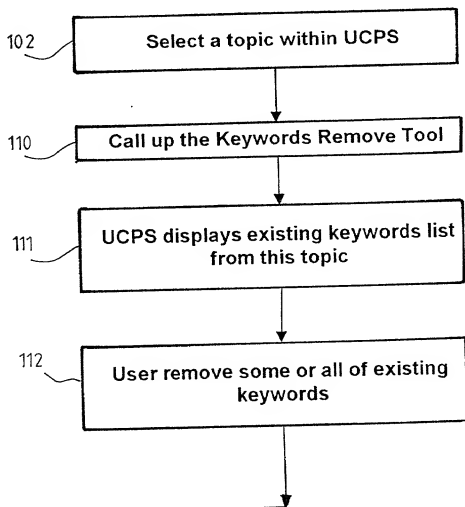 102
Select a topic within UCPS
110
Call up the Keywords Remove Tool
111
UCPS displays existing keywords list
from this topic
112
User remove some or all of existing
keywords